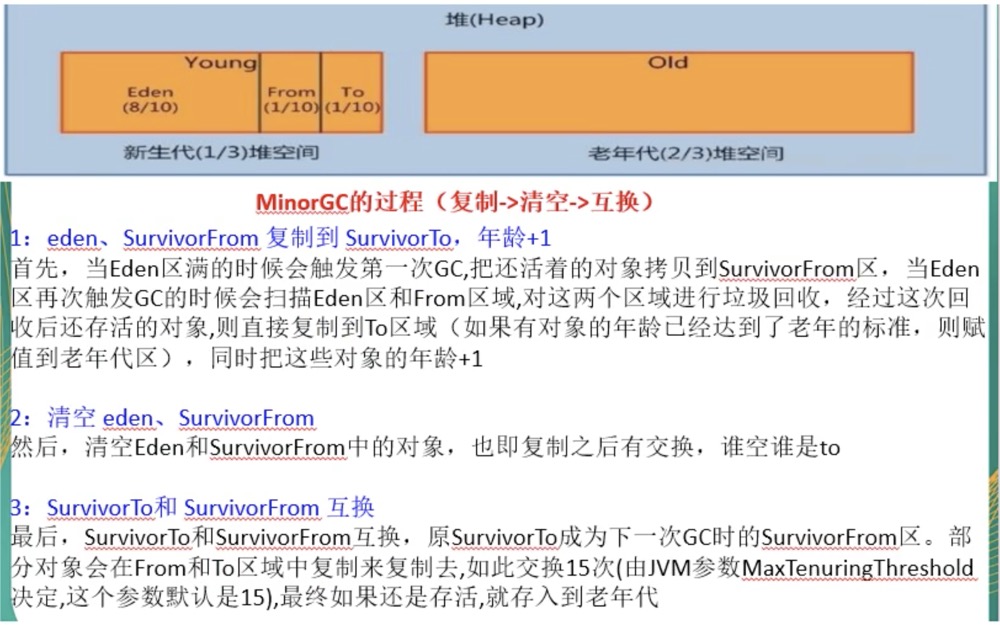 堆(Heap)
Young
Old
Eden
(8/10)
From
(1/10)
To
(1/10)
新生代(1/3)堆空间
老年代(2/3)堆空间
MinorGC的过程（复制->清空->互换）
1：eden、SurvivorFrom 复制到 SurvivorTo，年龄+1
首先，当Eden区满的时候会触发第一次GC,把还活着的对象拷贝到SurvivorFrom区，当Eden
区再次触发GC的时候会扫描Eden区和From区域,对这两个区域进行垃圾回收，经过这次回
收后还存活的对象,则直接复制到To区域（如果有对象的年龄已经达到了老年的标准，则赋
值到老年代区），同时把这些对象的年龄+1
2：清空 eden、SurvivorFrom
然后，清空Eden和SurvivorFrom中的对象，也即复制之后有交换，谁空谁是to
3：SurvivorTo和 SurvivorFrom 互换
最后，SurvivorTo和SurvivorFrom互换，原SurvivorTo成为下一次GC时的SurvivorFrom区。部
分对象会在From和To区域中复制来复制去,如此交换15次(由JVM参数MaxTenuringThreshold
决定,这个参数默认是15),最终如果还是存活,就存入到老年代